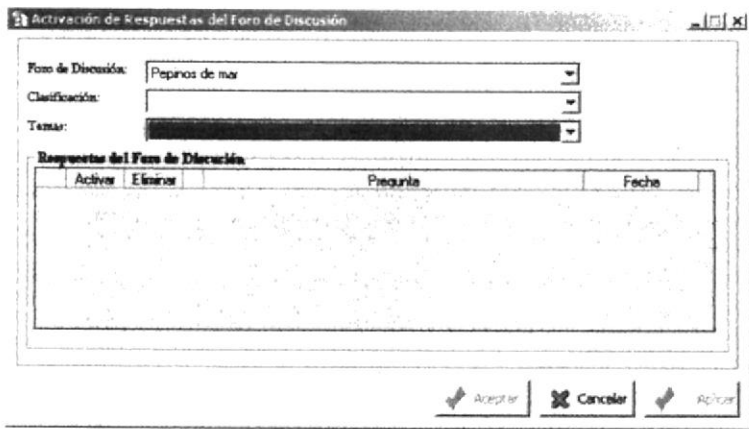 Activación de Respuestas del Foro de Discusión
Foro de Discusión: Pepinos de mar
Clasificación:
Temas:
Respuestas del Foro de Discución
Activar Eliminar Pregunta Fecha
Aceptar Cancelar Aplicar